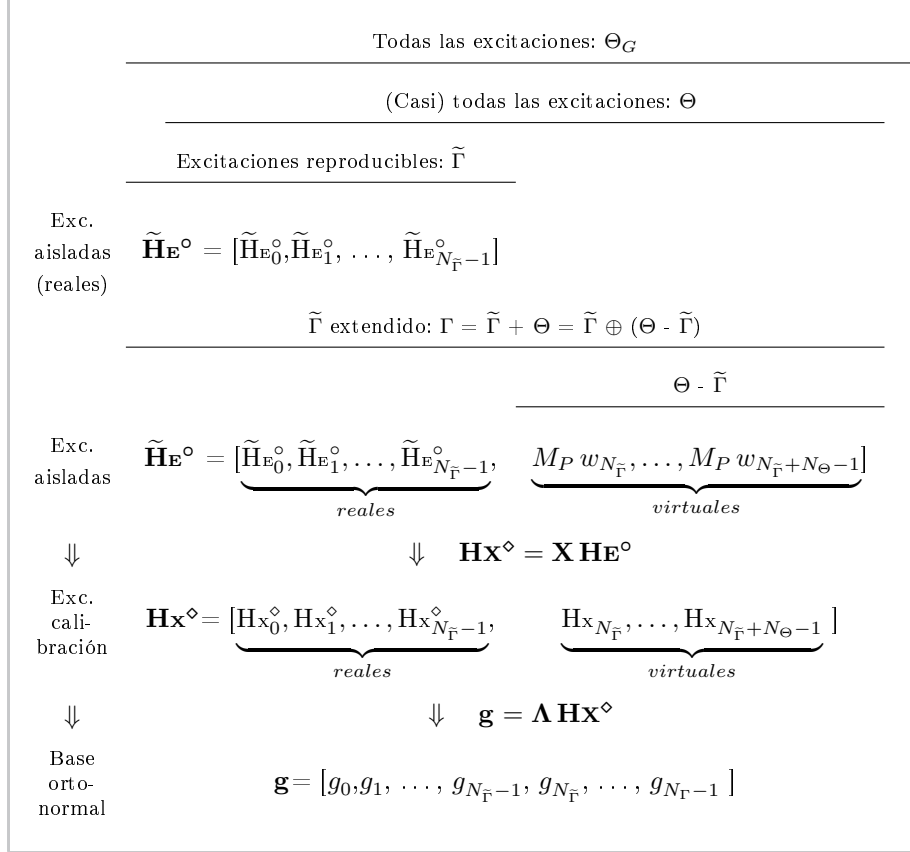 Todas las excitaciones: Θ_G
(Casi) todas las excitaciones: Θ
Excitaciones reproducibles: Γ̃
Exc.
aisladas
(reales)
H̃ᴇ° = [H̃ᴇ°_0,H̃ᴇ°_1, … , H̃ᴇ°_{N_Γ̃−1}]
Γ̃ extendido: Γ = Γ̃ + Θ = Γ̃ ⊕ (Θ - Γ̃)
Θ - Γ̃
Exc.
aisladas
H̃ᴇ° = [H̃ᴇ°_0, H̃ᴇ°_1, … , H̃ᴇ°_{N_Γ̃−1}, M_P w_{N_Γ̃}, … , M_P w_{N_Γ̃+N_Θ−1}]
reales virtuales
⇓ ⇓ Hx^⋄ = X Hᴇ°
Exc.
cali-
bración
Hx^⋄= [Hx^⋄_0, Hx^⋄_1, … , Hx^⋄_{N_Γ̃−1}, Hx_{N_Γ̃}, … , Hx_{N_Γ̃+N_Θ−1} ]
reales virtuales
⇓ ⇓ g = Λ Hx^⋄
Base
orto-
normal
g= [g_0,g_1, … , g_{N_Γ̃−1}, g_{N_Γ̃}, … , g_{N_Γ−1} ]